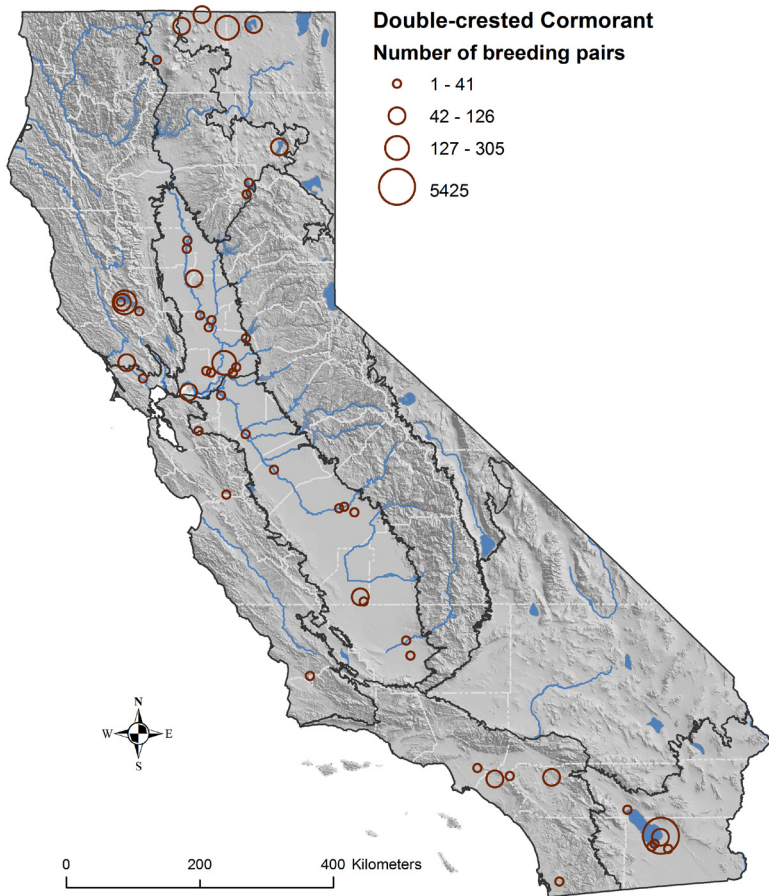 Double-crested Cormorant
Number of breeding pairs
1 - 41
42 - 126
127 - 305
5425
N
W E
S
0 200 400 Kilometers